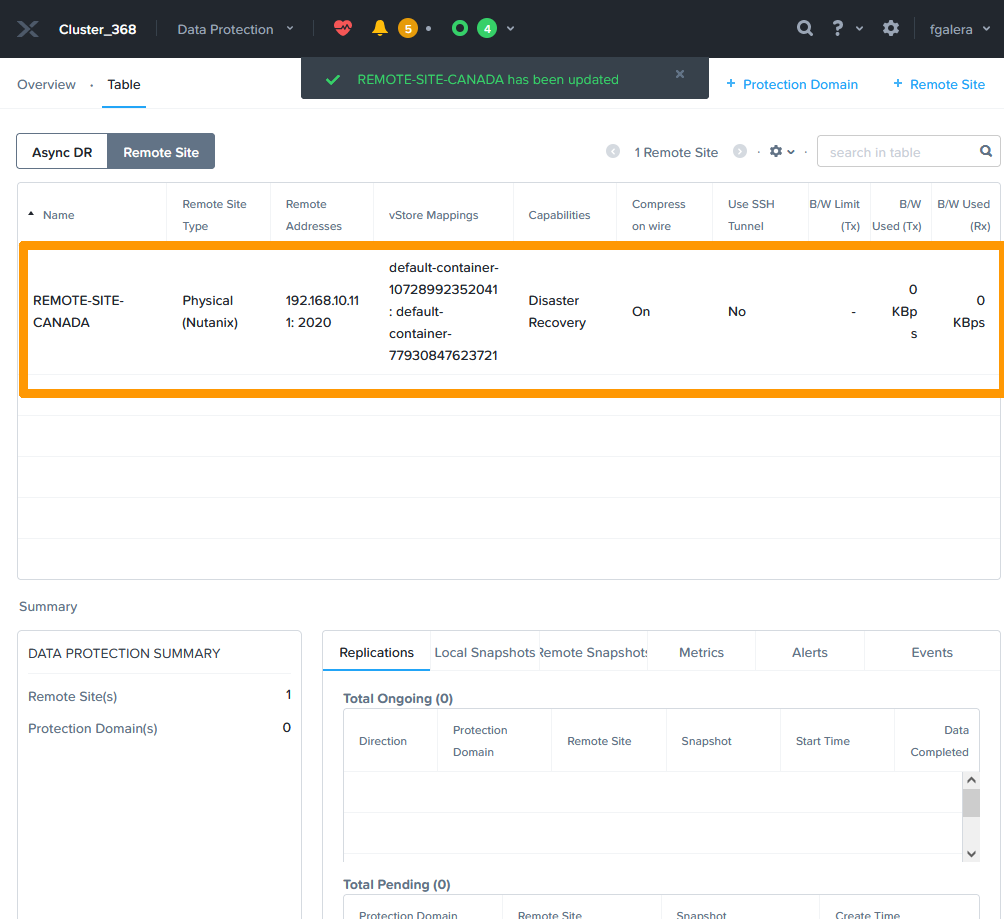 Cluster_368 Data Protection 5 4 fgalera
REMOTE-SITE-CANADA has been updated
Overview Table + Protection Domain + Remote Site
Async DR Remote Site 1 Remote Site search in table
Name
Remote Site
Type
Remote
Addresses
vStore Mappings
Capabilities
Compress
on wire
Use SSH
Tunnel
B/W Limit
(Tx)
B/W
Used (Tx)
B/W Used
(Rx)
REMOTE-SITE-
CANADA
Physical
(Nutanix)
192.168.10.11
1: 2020
default-container-
10728992352041
: default-
container-
77930847623721
Disaster
Recovery
On
No
-
0
KBp
s
0
KBps
Summary
DATA PROTECTION SUMMARY
Remote Site(s) 1
Protection Domain(s) 0
Replications Local Snapshots Remote Snapshots Metrics Alerts Events
Total Ongoing (0)
Direction
Protection
Domain
Remote Site
Snapshot
Start Time
Data
Completed
Total Pending (0)
Protection Domain Remote Site Snapshot Create Time